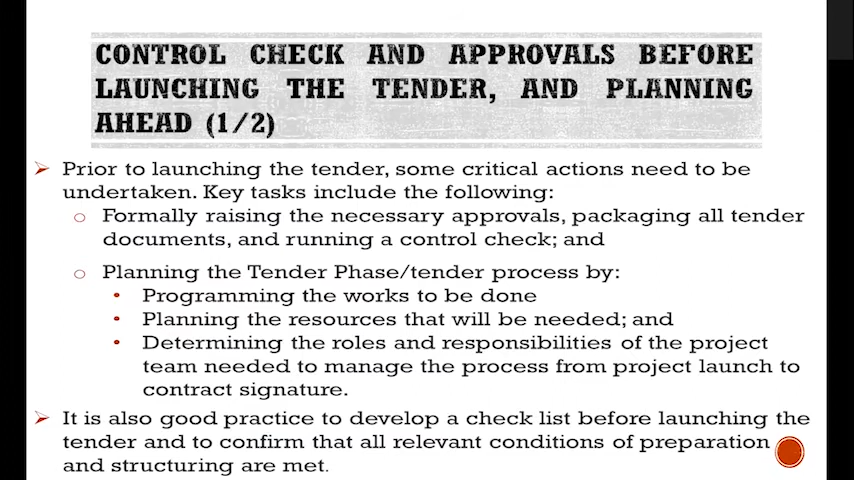 CONTROL CHECK AND APPROVALS BEFORE
LAUNCHING THE TENDER, AND PLANNING
AHEAD (1/2)
Prior to launching the tender, some critical actions need to be
undertaken. Key tasks include the following:
Formally raising the necessary approvals, packaging all tender
documents, and running a control check; and
Planning the Tender Phase/tender process by:
Programming the works to be done
Planning the resources that will be needed; and
Determining the roles and responsibilities of the project
team needed to manage the process from project launch to
contract signature.
It is also good practice to develop a check list before launching the
tender and to confirm that all relevant conditions of preparation
and structuring are met.